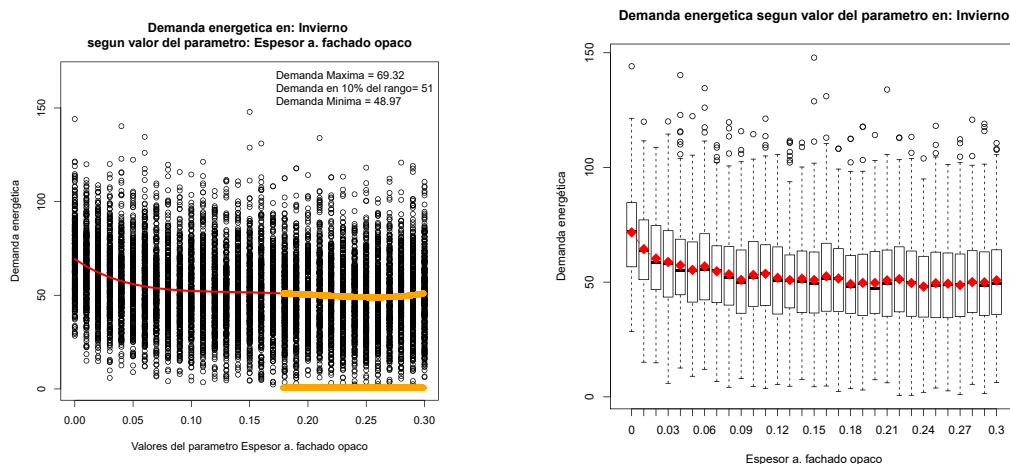 Demanda energetica en: Invierno
segun valor del parametro: Espesor a. fachado opaco
Demanda Maxima = 69.32
Demanda en 10% del rango= 51
Demanda Minima = 48.97
Demanda energética
150
100
50
0
0.00 0.05 0.10 0.15 0.20 0.25 0.30
Valores del parametro Espesor a. fachado opaco
Demanda energetica segun valor del parametro en: Invierno
Demanda energética
150
100
50
0
0 0.03 0.06 0.09 0.12 0.15 0.18 0.21 0.24 0.27 0.3
Espesor a. fachado opaco